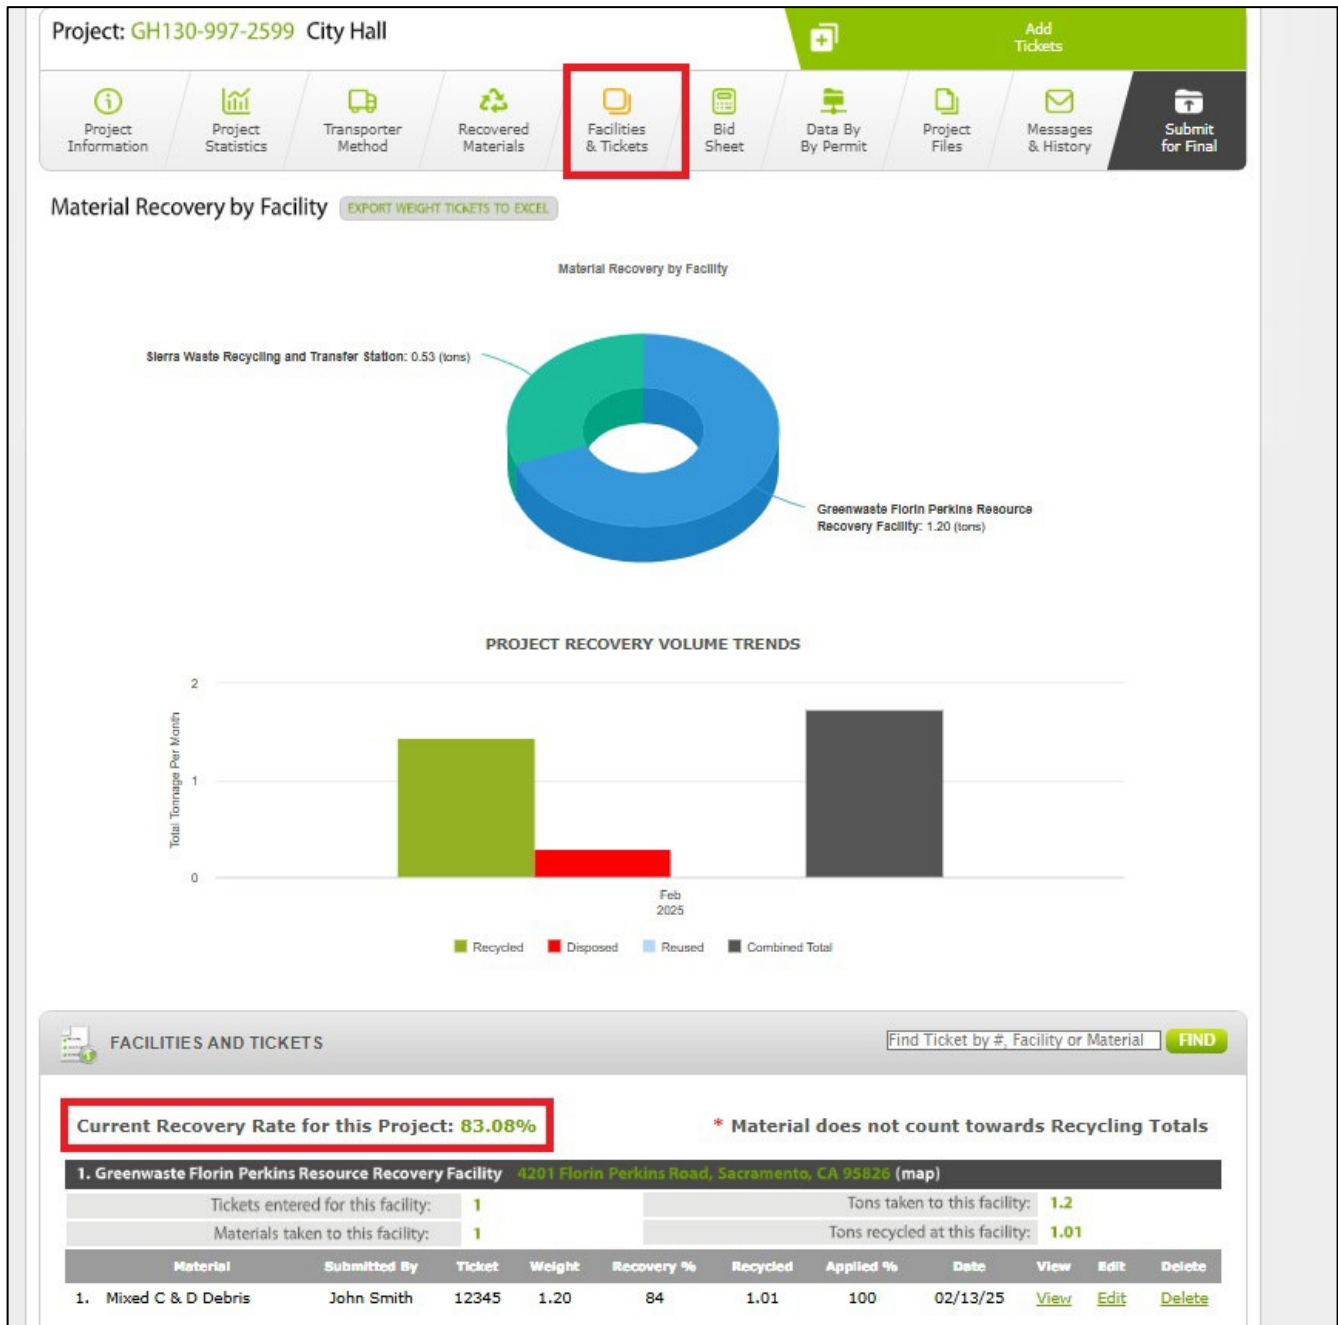 Project: GH130-997-2599 City Hall
Add
Tickets
Project
Information
Project
Statistics
Transporter
Method
Recovered
Materials
Facilities
& Tickets
Bid
Sheet
Data By
By Permit
Project
Files
Messages
& History
Submit
for Final
Material Recovery by Facility EXPORT WEIGHT TICKETS TO EXCEL
Material Recovery by Facility
Sierra Waste Recycling and Transfer Station: 0.53 (tons)
Greenwaste Florin Perkins Resource
Recovery Facility: 1.20 (tons)
PROJECT RECOVERY VOLUME TRENDS
Total Tonnage Per Month
2
1
0
Feb
2025
Recycled Disposed Reused Combined Total
FACILITIES AND TICKETS Find Ticket by #, Facility or Material FIND
Current Recovery Rate for this Project: 83.08% * Material does not count towards Recycling Totals
1. Greenwaste Florin Perkins Resource Recovery Facility 4201 Florin Perkins Road, Sacramento, CA 95826 (map)
Tickets entered for this facility: 1 Tons taken to this facility: 1.2
Materials taken to this facility: 1 Tons recycled at this facility: 1.01
Material Submitted By Ticket Weight Recovery % Recycled Applied % Date View Edit Delete
1. Mixed C & D Debris John Smith 12345 1.20 84 1.01 100 02/13/25 View Edit Delete